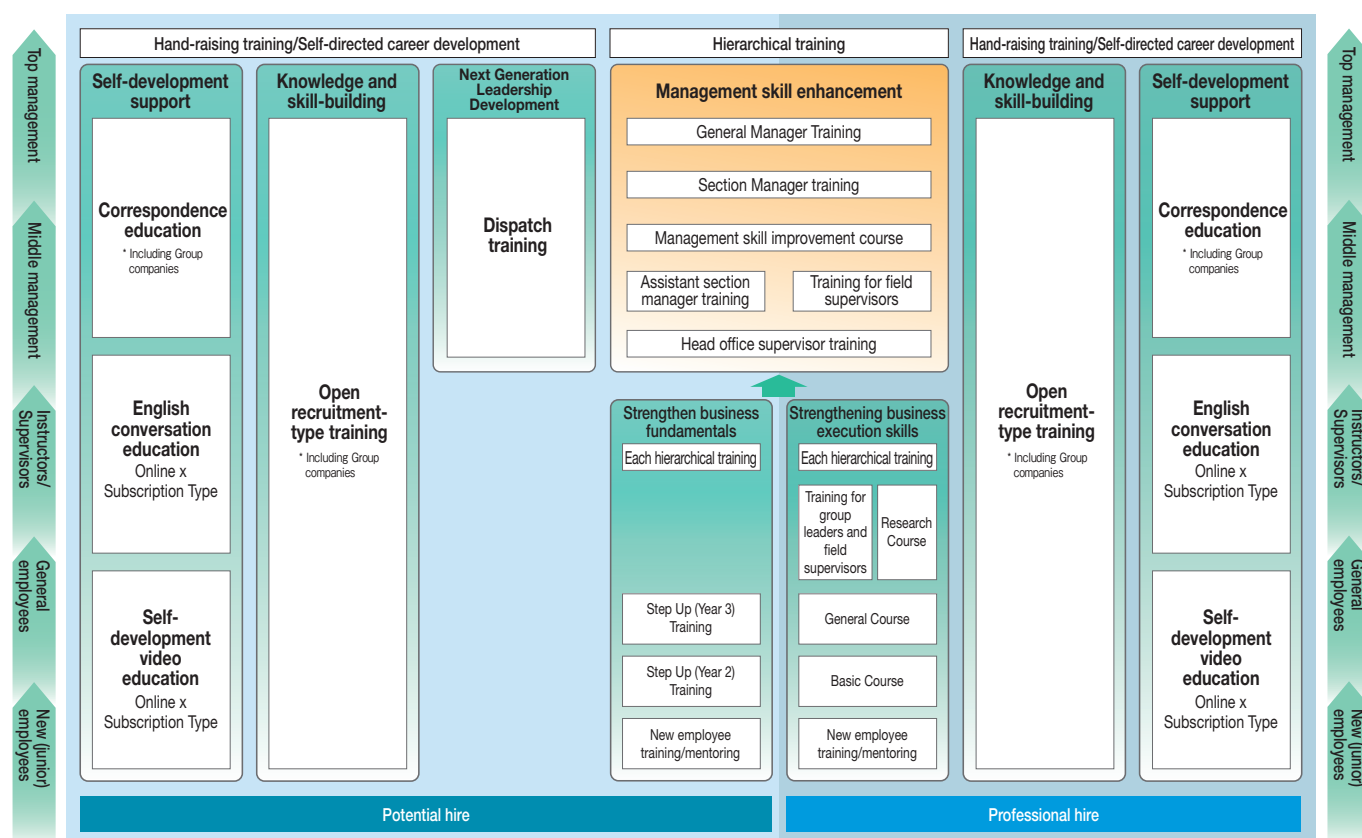 Top management
Middle management
Instructors/
Supervisors
General
employees
New (junior)
employees
Hand-raising training/Self-directed career development
Self-development
support
Correspondence
education
* Including Group
companies
English
conversation
education
Online x
Subscription Type
Self-
development
video
education
Online x
Subscription Type
Knowledge and
skill-building
Open
recruitment-
type training
* Including Group
companies
Next Generation
Leadership
Development
Dispatch
training
Hierarchical training
Management skill enhancement
General Manager Training
Section Manager training
Management skill improvement course
Assistant section
manager training
Training for field
supervisors
Head office supervisor training
Strengthen business
fundamentals
Each hierarchical training
Step Up (Year 3)
Training
Step Up (Year 2)
Training
New employee
training/mentoring
Strengthening business
execution skills
Each hierarchical training
Training for
group
leaders and
field
supervisors
Research
Course
General Course
Basic Course
New employee
training/mentoring
Hand-raising training/Self-directed career development
Knowledge and
skill-building
Open
recruitment-
type training
* Including Group
companies
Self-development
support
Correspondence
education
* Including Group
companies
English
conversation
education
Online x
Subscription Type
Self-
development
video
education
Online x
Subscription Type
Top management
Middle management
Instructors/
Supervisors
General
employees
New (junior)
employees
Potential hire
Professional hire